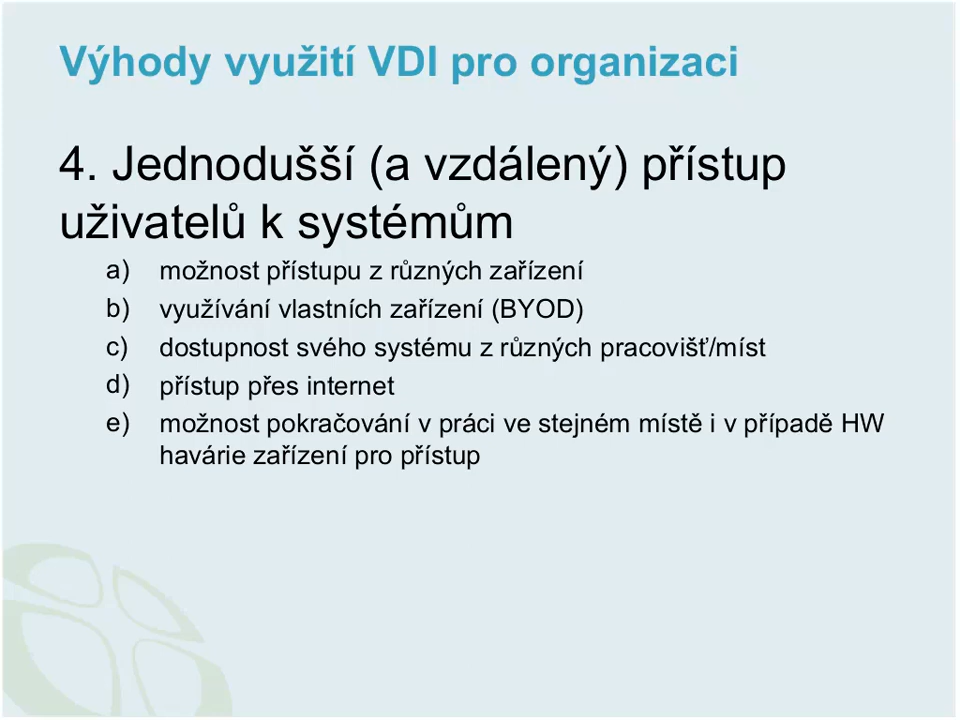 Výhody využití VDI pro organizaci
4. Jednodušší (a vzdálený) přístup
uživatelů k systémům
a) možnost přístupu z různých zařízení
b) využívání vlastních zařízení (BYOD)
c) dostupnost svého systému z různých pracovišť/míst
d) přístup přes internet
e) možnost pokračování v práci ve stejném místě i v případě HW
havárie zařízení pro přístup